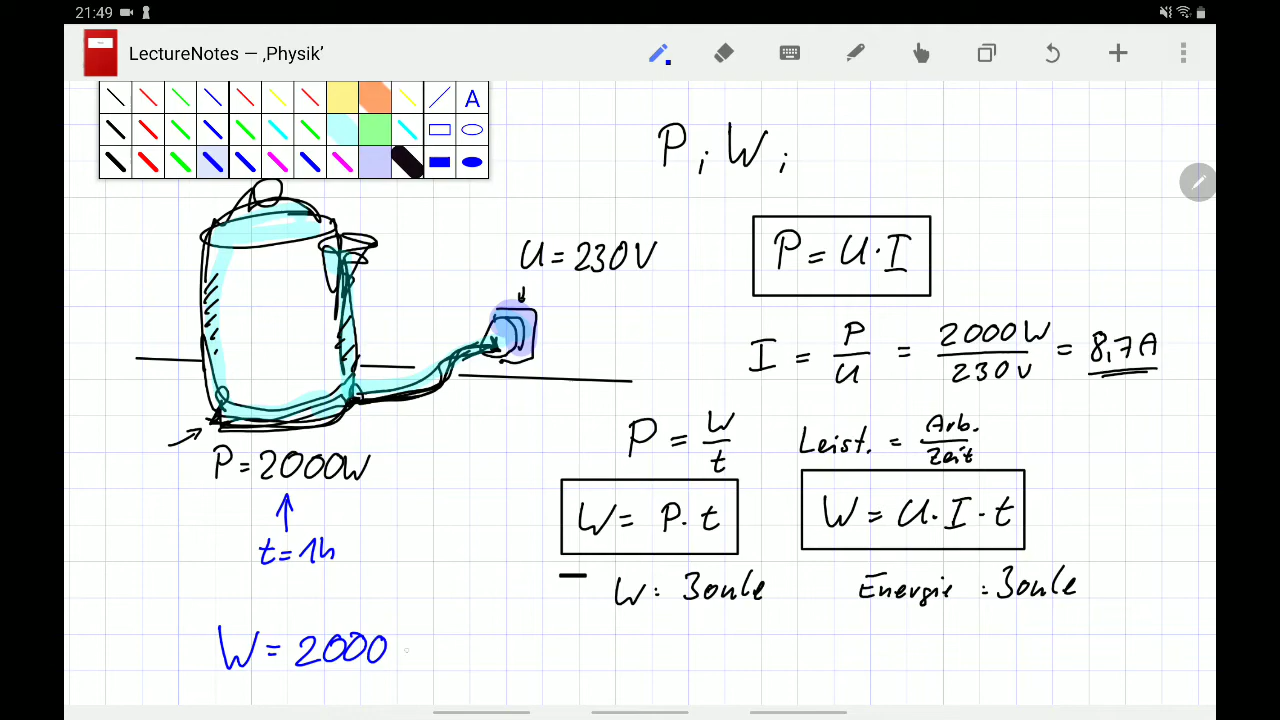 21:49
LectureNotes — ‚Physik’
A
P ; W ;
U = 230V
P = U · I
I = P/U = 2000W/230V = 8,7A
P = W/t
Leist. = Arb./Zeit
P = 2000W
W = P · t
W = U · I · t
t = 1h
W : Joule
Energie : Joule
W = 2000